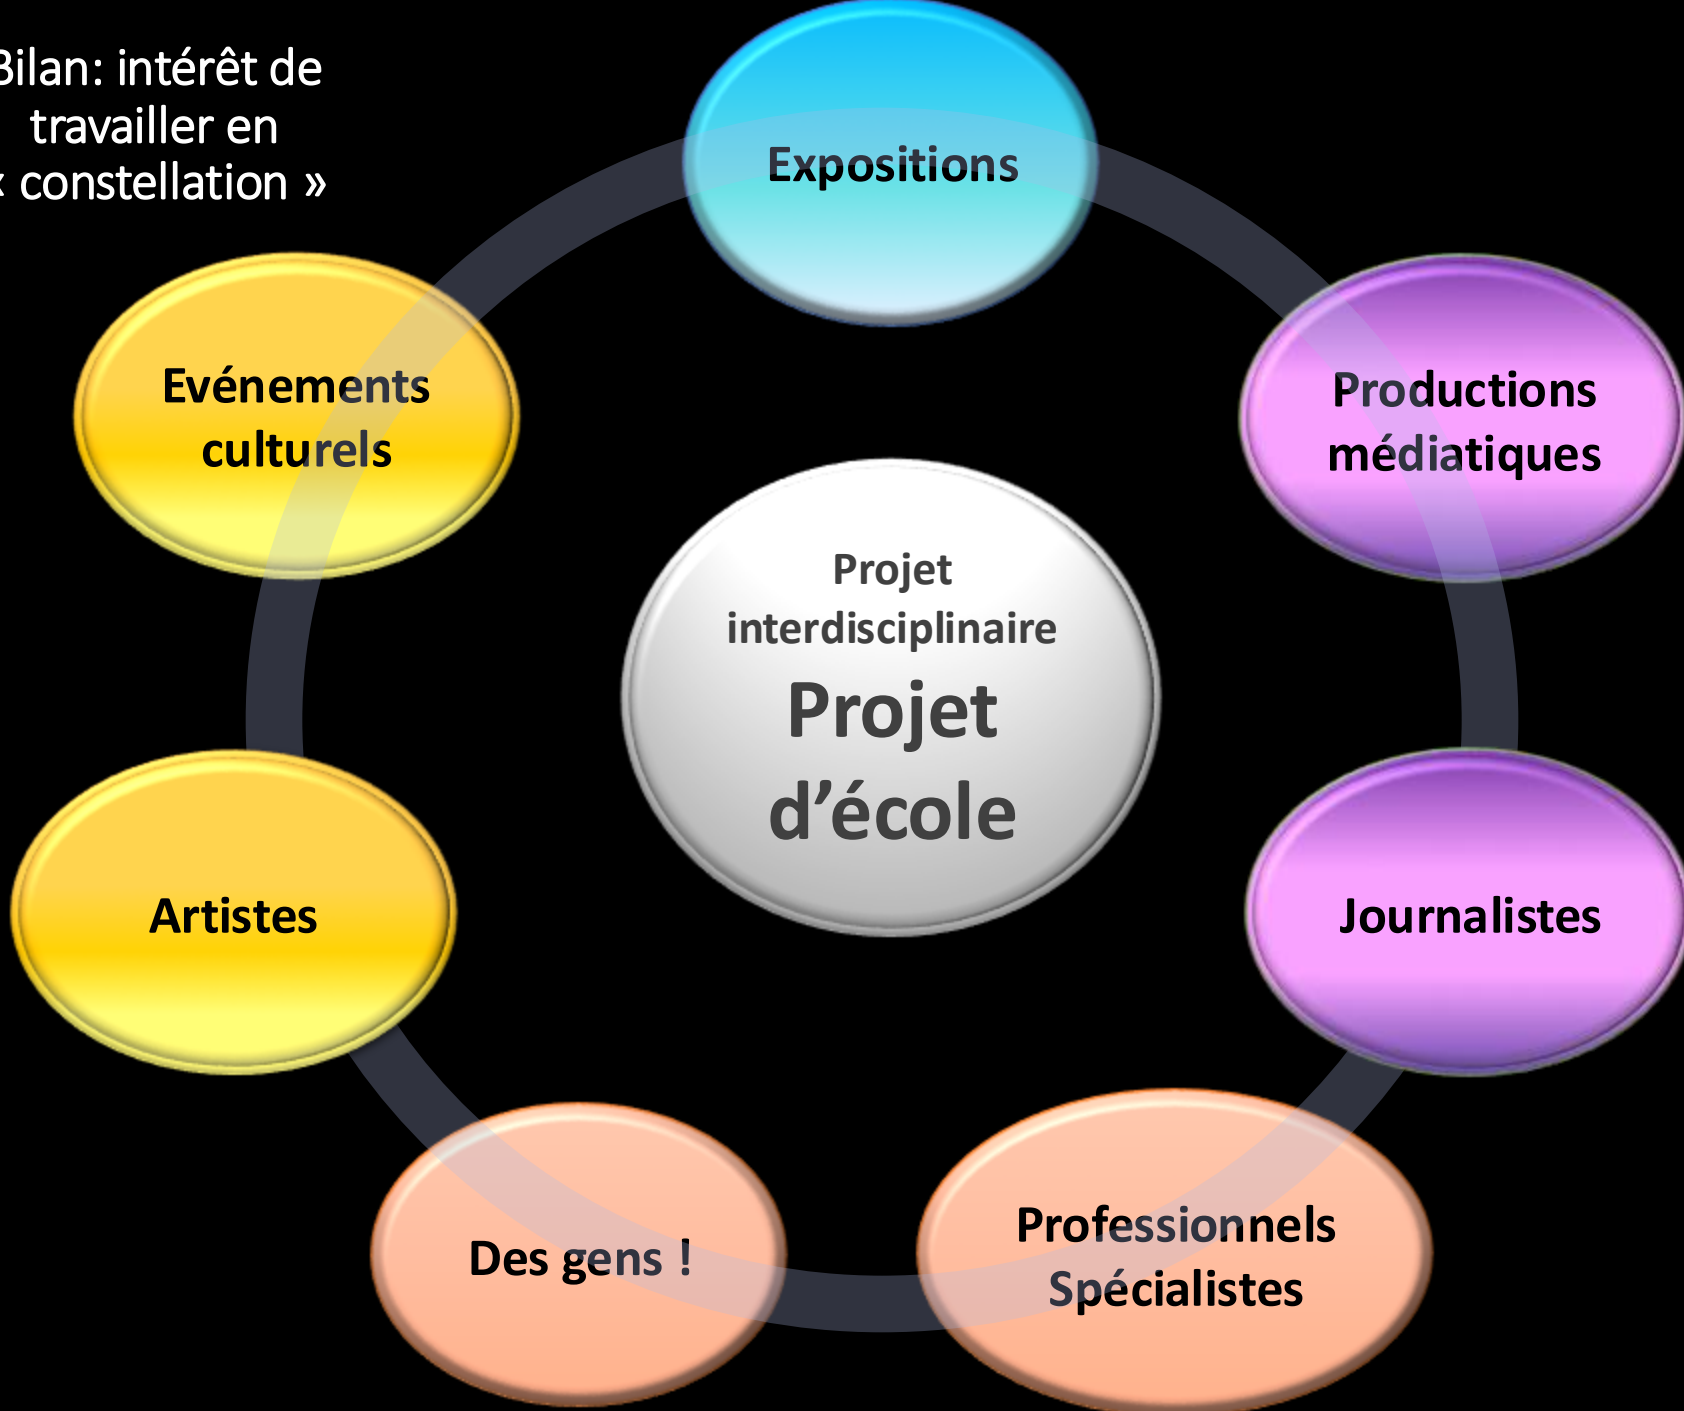 Bilan: intérêt de
travailler en
« constellation »
Expositions
Evénements
culturels
Productions
médiatiques
Projet
interdisciplinaire
Projet
d’école
Artistes
Journalistes
Des gens !
Professionnels
Spécialistes